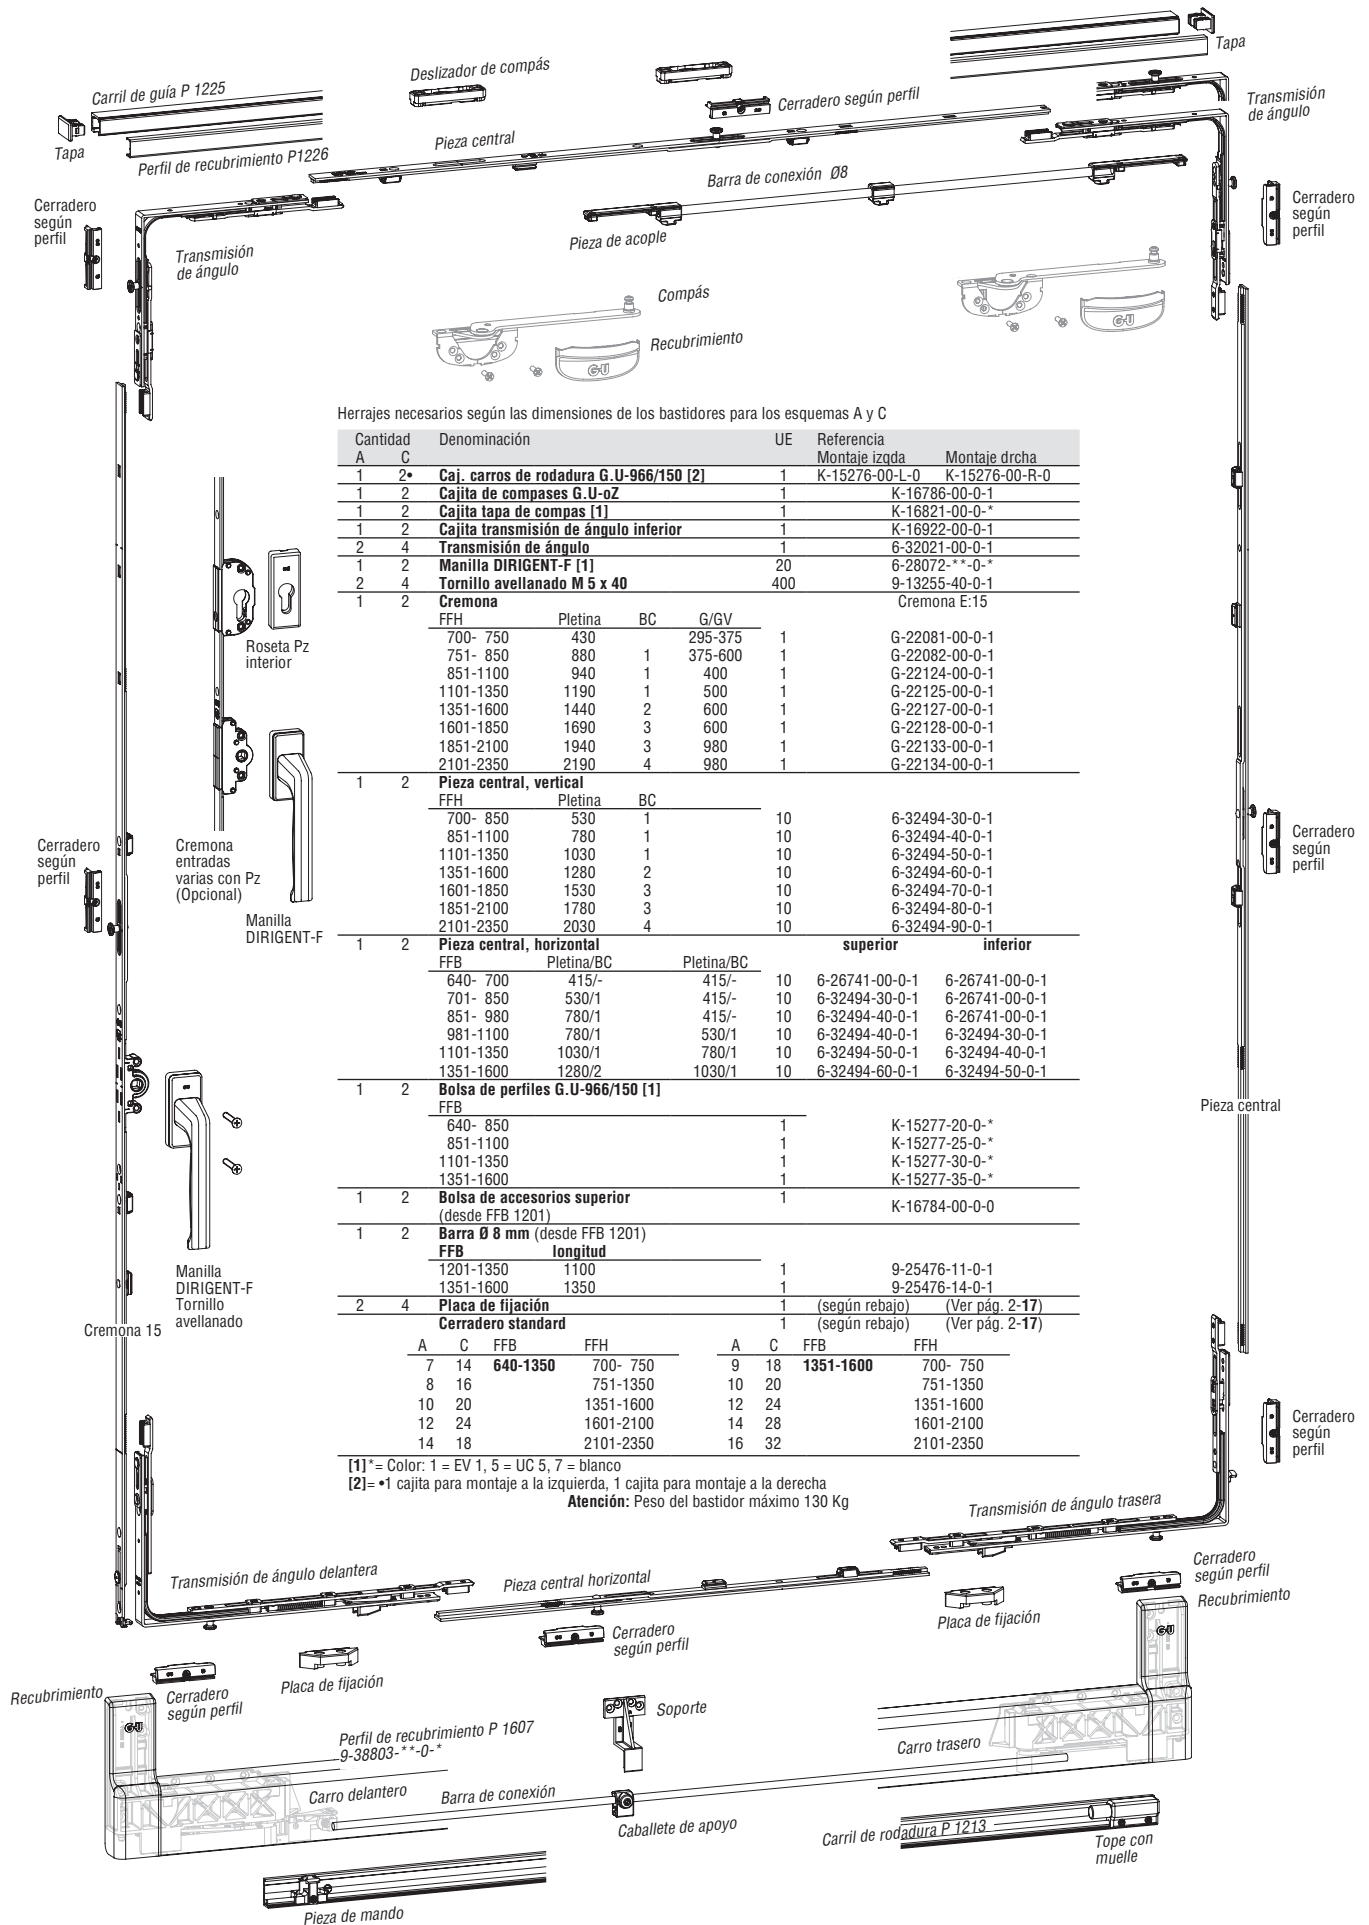 Tapa
Deslizador de compás
Carril de guía P 1225
Cerradero según perfil
Transmisión
de ángulo
Pieza central
Tapa
Perfil de recubrimiento P1226
Barra de conexión Ø8
Cerradero
según
perfil
Cerradero
según
perfil
Pieza de acople
Transmisión
de ángulo
Compás
Recubrimiento
G-U
G-U
Herrajes necesarios según las dimensiones de los bastidores para los esquemas A y C
Cantidad Denominación UE Referencia
A C Montaje izqda Montaje drcha
1 2• Caj. carros de rodadura G.U-966/150 [2] 1 K-15276-00-L-0 K-15276-00-R-0
1 2 Cajita de compases G.U-oZ 1 K-16786-00-0-1
1 2 Cajita tapa de compas [1] 1 K-16821-00-0-*
1 2 Cajita transmisión de ángulo inferior 1 K-16922-00-0-1
2 4 Transmisión de ángulo 1 6-32021-00-0-1
1 2 Manilla DIRIGENT-F [1] 20 6-28072-**-0-*
2 4 Tornillo avellanado M 5 x 40 400 9-13255-40-0-1
1 2 Cremona Cremona E:15
FFH Pletina BC G/GV
700- 750 430 295-375 1 G-22081-00-0-1
751- 850 880 1 375-600 1 G-22082-00-0-1
851-1100 940 1 400 1 G-22124-00-0-1
1101-1350 1190 1 500 1 G-22125-00-0-1
1351-1600 1440 2 600 1 G-22127-00-0-1
1601-1850 1690 3 600 1 G-22128-00-0-1
1851-2100 1940 3 980 1 G-22133-00-0-1
2101-2350 2190 4 980 1 G-22134-00-0-1
1 2 Pieza central, vertical
FFH Pletina BC
700- 850 530 1 10 6-32494-30-0-1
851-1100 780 1 10 6-32494-40-0-1
1101-1350 1030 1 10 6-32494-50-0-1
1351-1600 1280 2 10 6-32494-60-0-1
1601-1850 1530 3 10 6-32494-70-0-1
1851-2100 1780 3 10 6-32494-80-0-1
2101-2350 2030 4 10 6-32494-90-0-1
1 2 Pieza central, horizontal superior inferior
FFB Pletina/BC Pletina/BC
640- 700 415/- 415/- 10 6-26741-00-0-1 6-26741-00-0-1
701- 850 530/1 415/- 10 6-32494-30-0-1 6-26741-00-0-1
851- 980 780/1 415/- 10 6-32494-40-0-1 6-26741-00-0-1
981-1100 780/1 530/1 10 6-32494-40-0-1 6-32494-30-0-1
1101-1350 1030/1 780/1 10 6-32494-50-0-1 6-32494-40-0-1
1351-1600 1280/2 1030/1 10 6-32494-60-0-1 6-32494-50-0-1
1 2 Bolsa de perfiles G.U-966/150 [1]
FFB
640- 850 1 K-15277-20-0-*
851-1100 1 K-15277-25-0-*
1101-1350 1 K-15277-30-0-*
1351-1600 1 K-15277-35-0-*
1 2 Bolsa de accesorios superior 1 K-16784-00-0-0
(desde FFB 1201)
1 2 Barra Ø 8 mm (desde FFB 1201)
FFB longitud
1201-1350 1100 1 9-25476-11-0-1
1351-1600 1350 1 9-25476-14-0-1
2 4 Placa de fijación 1 (según rebajo) (Ver pág. 2-17)
Cerradero standard 1 (según rebajo) (Ver pág. 2-17)
A C FFB FFH A C FFB FFH
7 14 640-1350 700- 750 9 18 1351-1600 700- 750
8 16 751-1350 10 20 751-1350
10 20 1351-1600 12 24 1351-1600
12 24 1601-2100 14 28 1601-2100
14 18 2101-2350 16 32 2101-2350
[1]*= Color: 1 = EV 1, 5 = UC 5, 7 = blanco
[2]= •1 cajita para montaje a la izquierda, 1 cajita para montaje a la derecha
Atención: Peso del bastidor máximo 130 Kg
Roseta Pz
interior
Cerradero
según
perfil
Cremona
entradas
varias con Pz
(Opcional)
Manilla
DIRIGENT-F
Cerradero
según
perfil
Pieza central
Manilla
DIRIGENT-F
Tornillo
avellanado
Cremona 15
Cerradero
según
perfil
Transmisión de ángulo trasera
Transmisión de ángulo delantera
Pieza central horizontal
Cerradero
según perfil
Recubrimiento
Placa de fijación
Cerradero
según perfil
G-U
Recubrimiento
Cerradero
según perfil
Placa de fijación
Soporte
G-U
Perfil de recubrimiento P 1607
9-38803-**-0-*
Carro trasero
Carro delantero
Barra de conexión
Caballete de apoyo
Carril de rodadura P 1213
Tope con
muelle
Pieza de mando